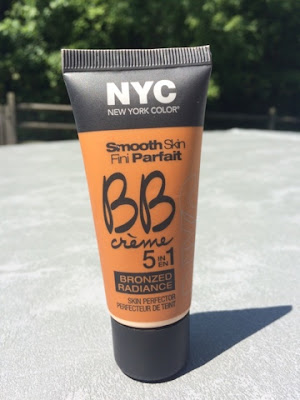 NYC
NEW YORK COLOR®
Smooth Skin
Fini Parfait
BB
crème
5 IN EN 1
BRONZED
RADIANCE
SKIN PERFECTOR
PERFECTEUR DE TEINT